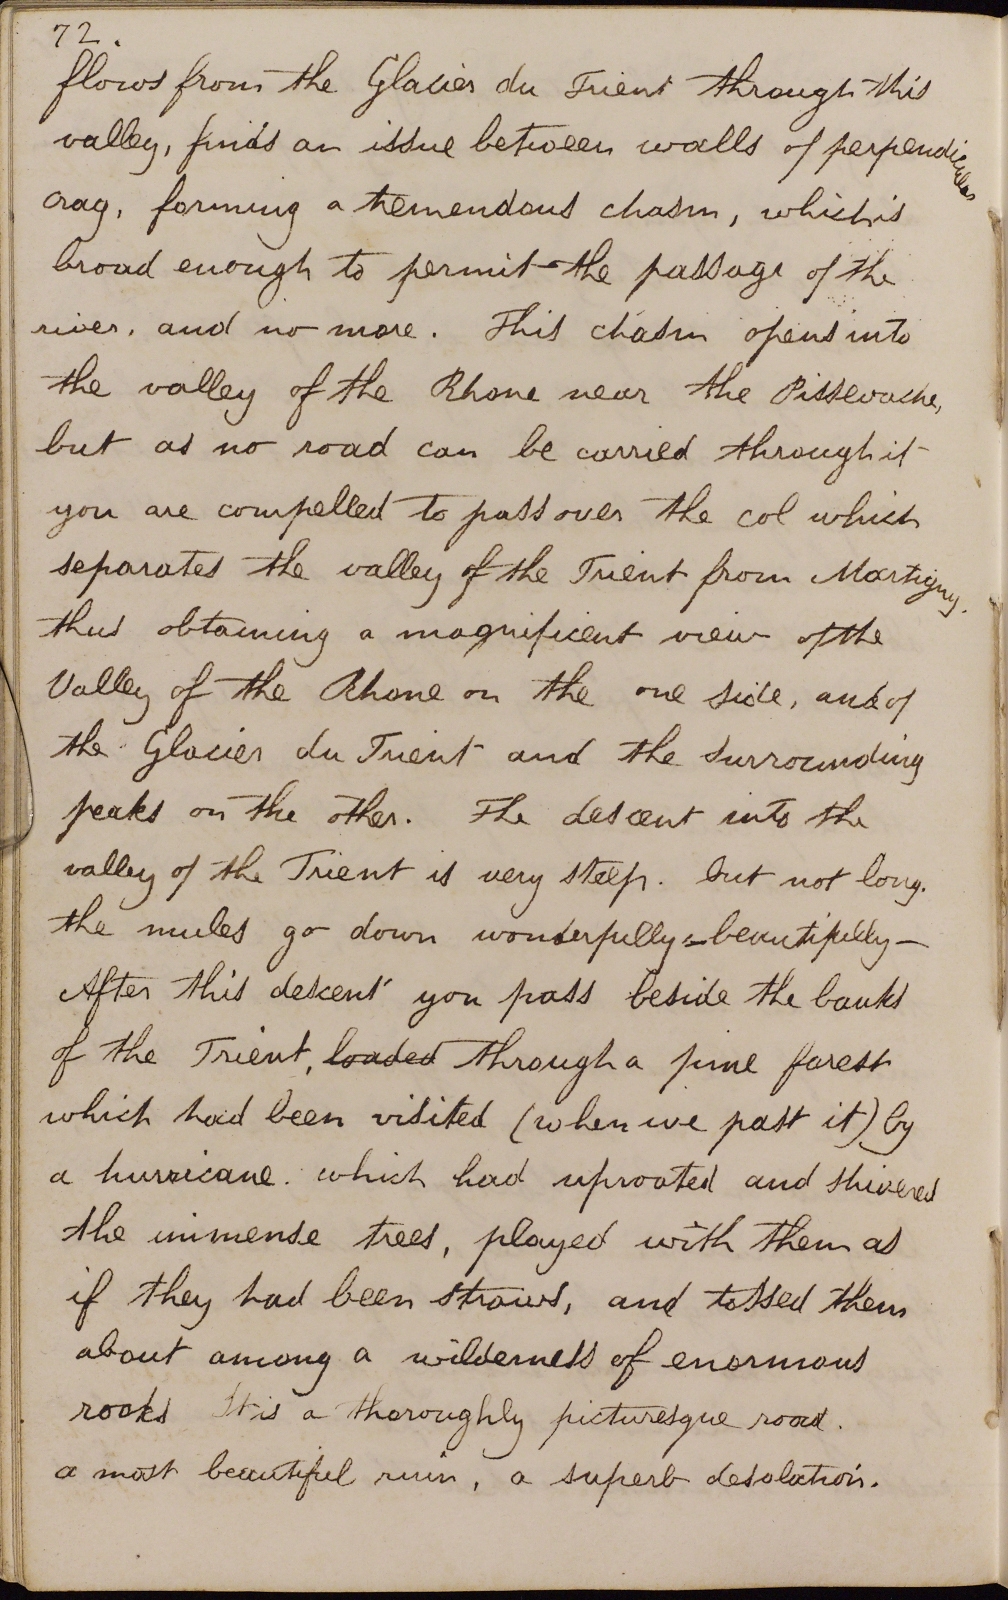 72.
flows from the Glacier du Trient through this
valley, finds an issue between walls of perpendicular
crag, forming a tremendous chasm, which is
broad enough to permit the passage of the
river, and no more. This chasm opens into
the valley of the Rhone near the Pissevache,
but as no road can be carried through it
you are compelled to pass over the col which
separates the valley of the Trient from Martigny.
thus obtaining a magnificent view of the
Valley of the Rhone on the one side, and of
the Glacier du Trient and the surrounding
peaks on the other. The descent into the
valley of the Trient is very steep. but not long.
the mules go down wonderfully=beautifully—
After this descent you pass beside the banks
of the Trient, loaded through a pine forest
which had been visited (when we past it) by
a hurricane. which had uprooted and shivered
the immense trees, played with them as
if they had been straws, and tossed them
about among a wilderness of enormous
rocks It is a thoroughly picturesque road.
a most beautiful ruin, a superb desolation.